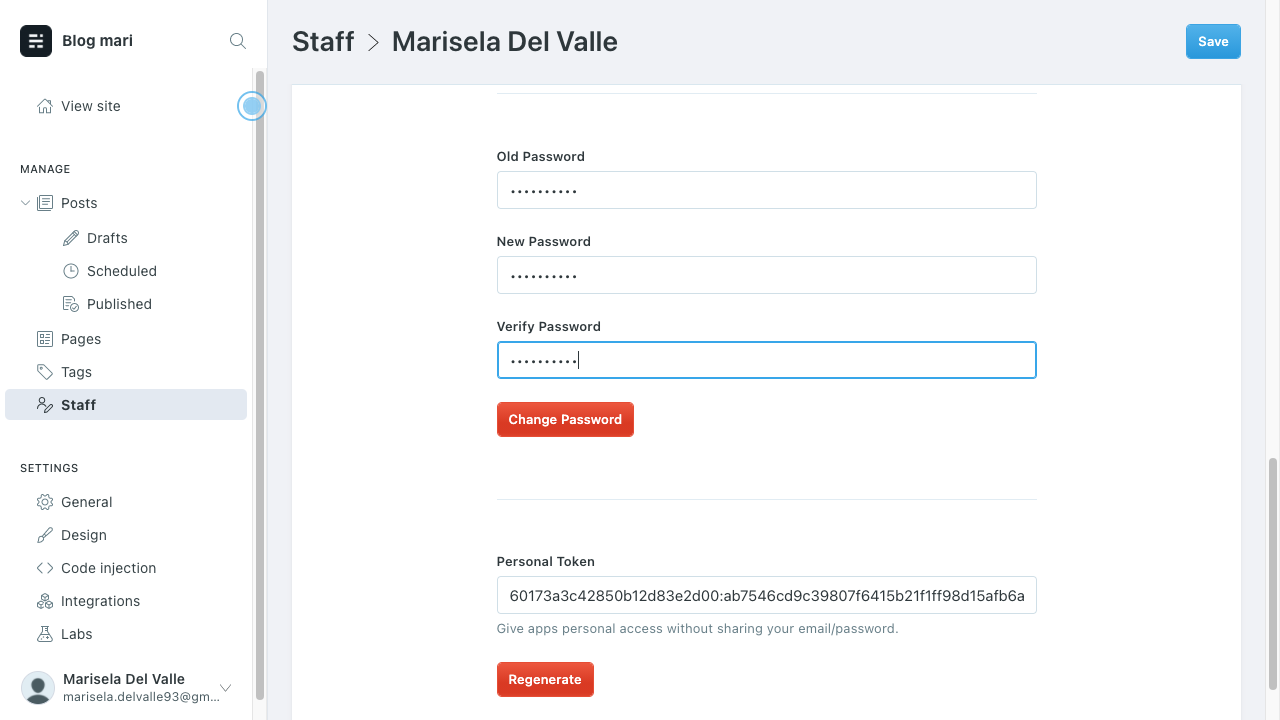 Blog mari
View site
MANAGE
Posts
Drafts
Scheduled
Published
Pages
Tags
Staff
SETTINGS
General
Design
Code injection
Integrations
Labs
Marisela Del Valle
marisela.delvalle93@gm...
Staff > Marisela Del Valle
Save
Old Password
••••••••••
New Password
••••••••••
Verify Password
••••••••••
Change Password
Personal Token
60173a3c42850b12d83e2d00:ab7546cd9c39807f6415b21f1ff98d15afb6a
Give apps personal access without sharing your email/password.
Regenerate